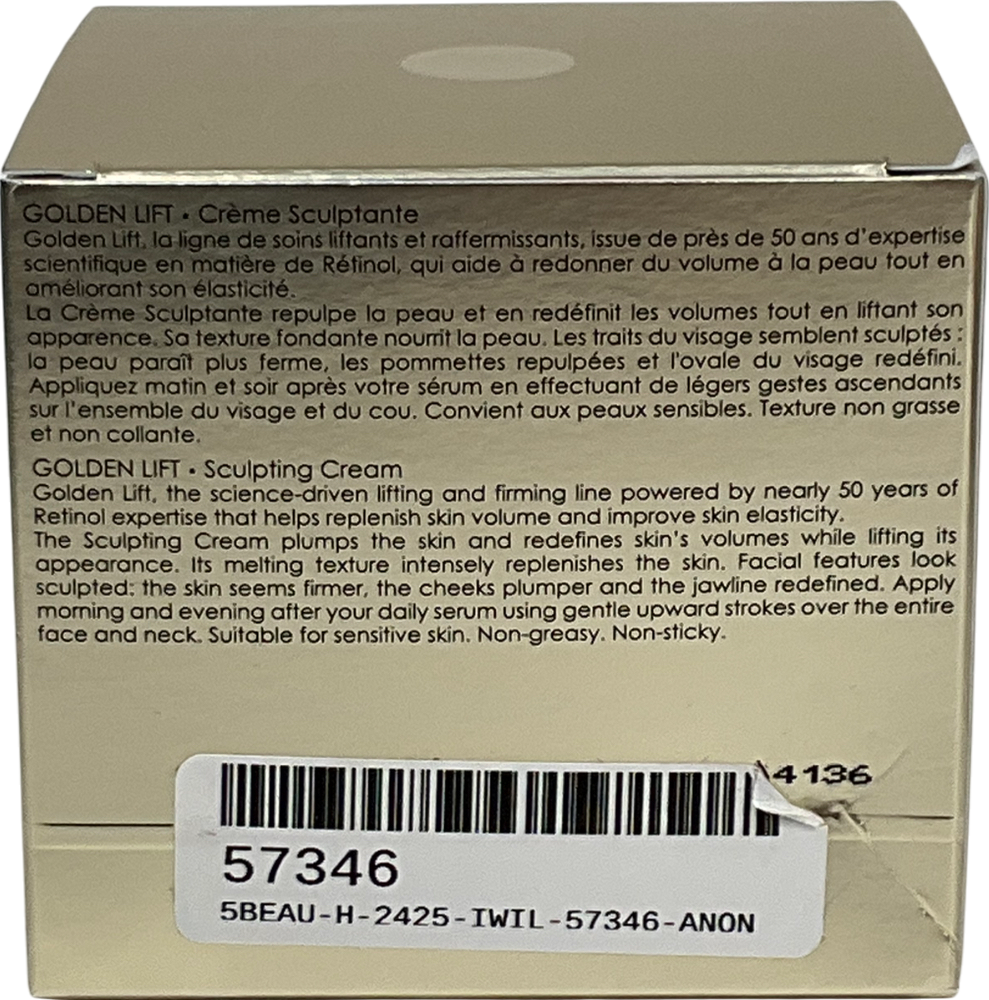 GOLDEN LIFT • Crème Sculptante
Golden Lift, la ligne de soins liftants et raffermissants, issue de près de 50 ans d'expertise
scientifique en matière de Rétinol, qui aide à redonner du volume à la peau tout en
améliorant son élasticité.
La Crème Sculptante repulpe la peau et en redéfinit les volumes tout en liftant son
apparence. Sa texture fondante nourrit la peau. Les traits du visage semblent sculptés :
la peau paraît plus ferme, les pommettes repulpées et l'ovale du visage redéfini.
Appliquez matin et soir après votre sérum en effectuant de légers gestes ascendants
sur l'ensemble du visage et du cou. Convient aux peaux sensibles. Texture non grasse
et non collante.
GOLDEN LIFT • Sculpting Cream
Golden Lift, the science-driven lifting and firming line powered by nearly 50 years of
Retinol expertise that helps replenish skin volume and improve skin elasticity.
The Sculpting Cream plumps the skin and redefines skin's volumes while lifting its
appearance. Its melting texture intensely replenishes the skin. Facial features look
sculpted: the skin seems firmer, the cheeks plumper and the jawline redefined. Apply
morning and evening after your daily serum using gentle upward strokes over the entire
face and neck. Suitable for sensitive skin. Non-greasy. Non-sticky.
4136
57346
5BEAU-H-2425-IWIL-57346-ANON